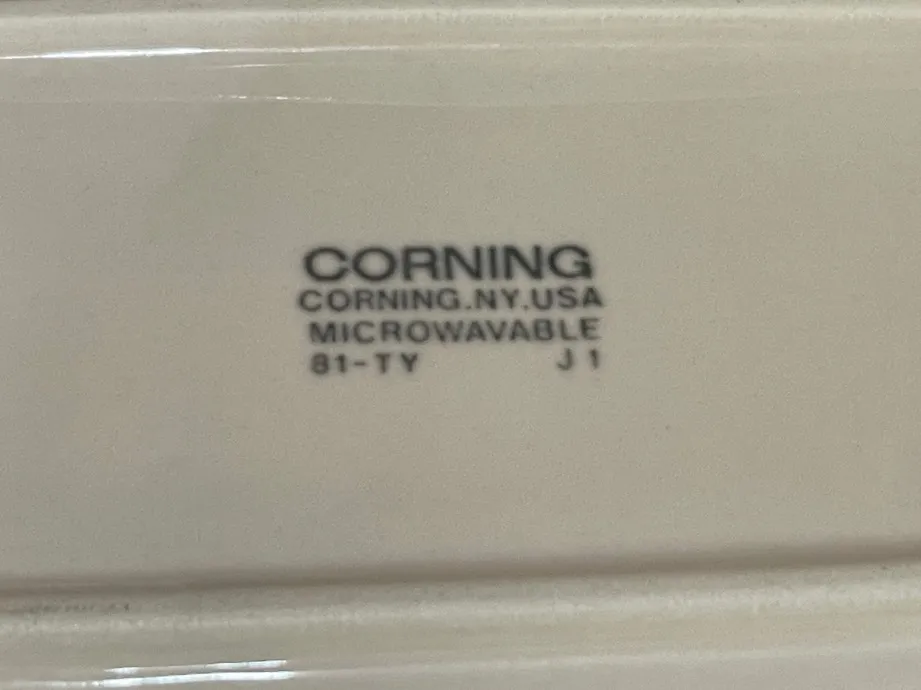 CORNING
CORNING.NY.USA
MICROWAVABLE
81-TY J1